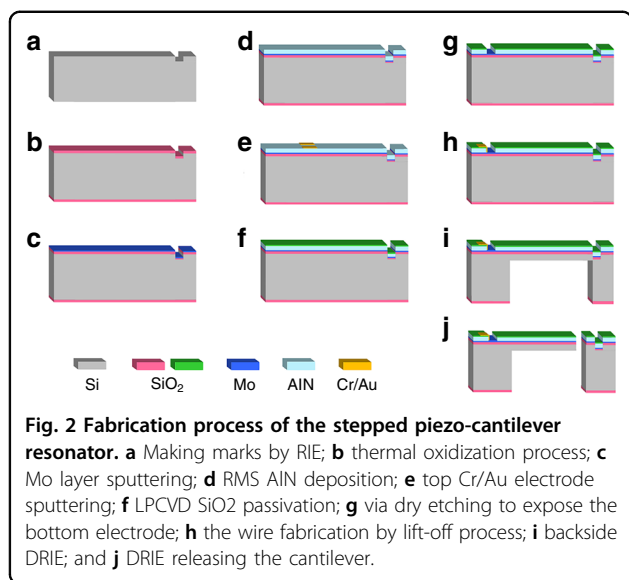 a
d
g
b
e
h
c
f
i
j
Si
SiO2
Mo
AlN
Cr/Au
Fig. 2 Fabrication process of the stepped piezo-cantilever
resonator. a Making marks by RIE; b thermal oxidization process; c
Mo layer sputtering; d RMS AlN deposition; e top Cr/Au electrode
sputtering; f LPCVD SiO2 passivation; g via dry etching to expose the
bottom electrode; h the wire fabrication by lift-off process; i backside
DRIE; and j DRIE releasing the cantilever.